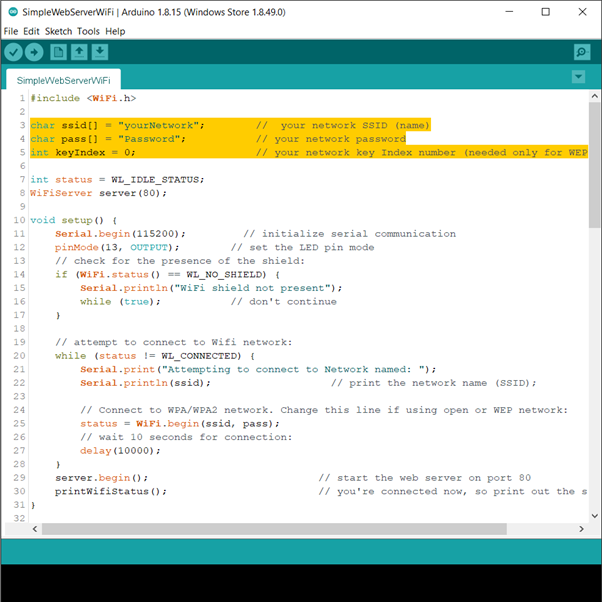 SimpleWebServerWiFi | Arduino 1.8.15 (Windows Store 1.8.49.0)
File Edit Sketch Tools Help
SimpleWebServerWiFi
1 #include <WiFi.h>
2
3 char ssid[] = "yourNetwork"; // your network SSID (name)
4 char pass[] = "Password"; // your network password
5 int keyIndex = 0; // your network key Index number (needed only for WEP
6
7 int status = WL_IDLE_STATUS;
8 WiFiServer server(80);
9
10 void setup() {
11 Serial.begin(115200); // initialize serial communication
12 pinMode(13, OUTPUT); // set the LED pin mode
13 // check for the presence of the shield:
14 if (WiFi.status() == WL_NO_SHIELD) {
15 Serial.println("WiFi shield not present");
16 while (true); // don't continue
17 }
18
19 // attempt to connect to Wifi network:
20 while (status != WL_CONNECTED) {
21 Serial.print("Attempting to connect to Network named: ");
22 Serial.println(ssid); // print the network name (SSID);
23
24 // Connect to WPA/WPA2 network. Change this line if using open or WEP network:
25 status = WiFi.begin(ssid, pass);
26 // wait 10 seconds for connection:
27 delay(10000);
28 }
29 server.begin(); // start the web server on port 80
30 printWifiStatus(); // you're connected now, so print out the s
31 }
32